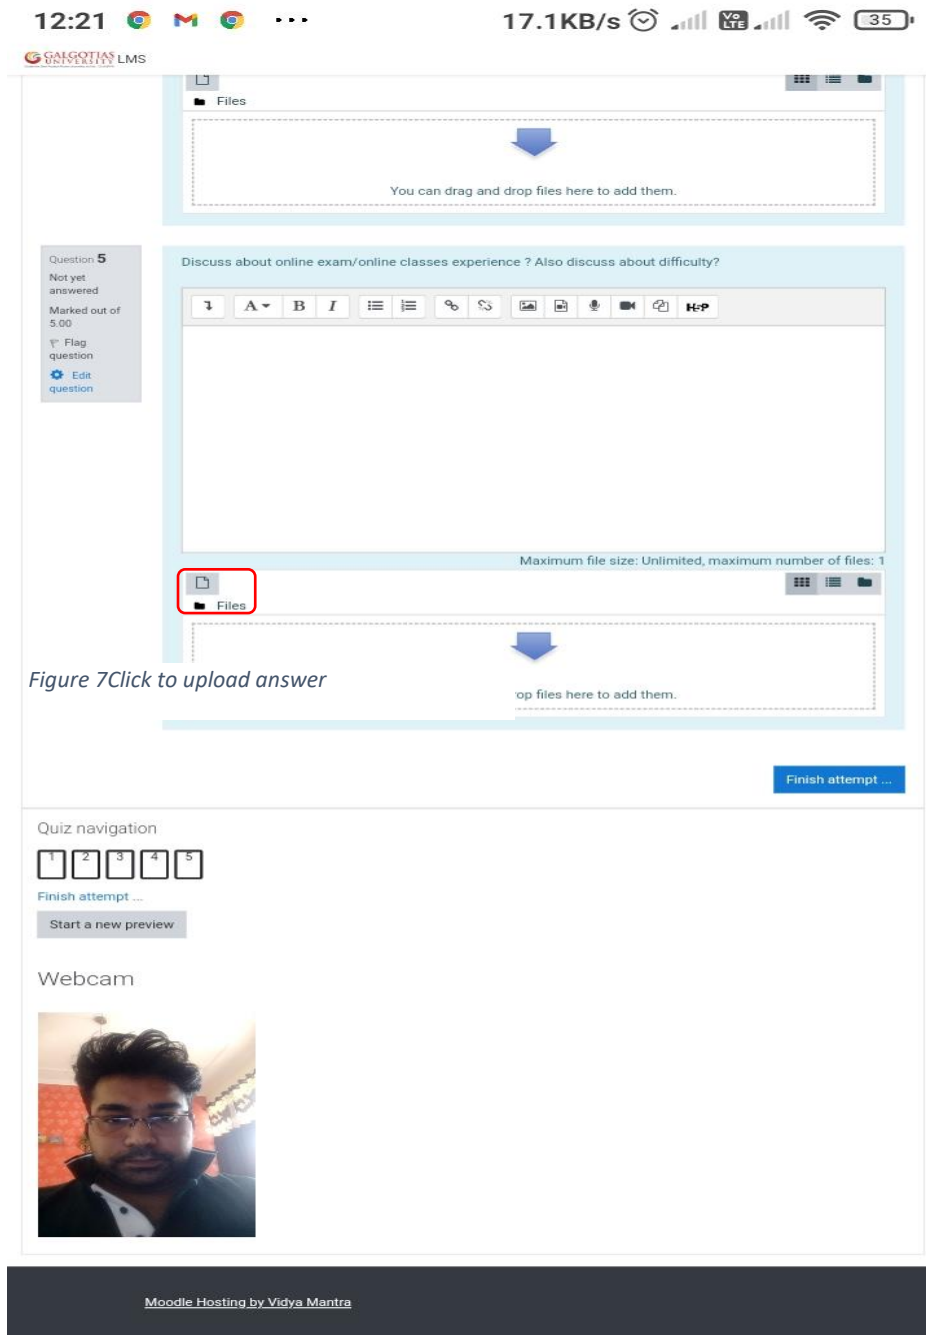 12:21 ... 17.1KB/s Vo LTE 35
GALGOTIAS UNIVERSITY LMS
Files
You can drag and drop files here to add them.
Question 5
Not yet
answered
Marked out of
5.00
Flag
question
Edit
question
Discuss about online exam/online classes experience ? Also discuss about difficulty?
A B I H-P
Maximum file size: Unlimited, maximum number of files: 1
Files
Figure 7Click to upload answer
op files here to add them.
Finish attempt ...
Quiz navigation
1 2 3 4 5
Finish attempt ...
Start a new preview
Webcam
Moodle Hosting by Vidya Mantra